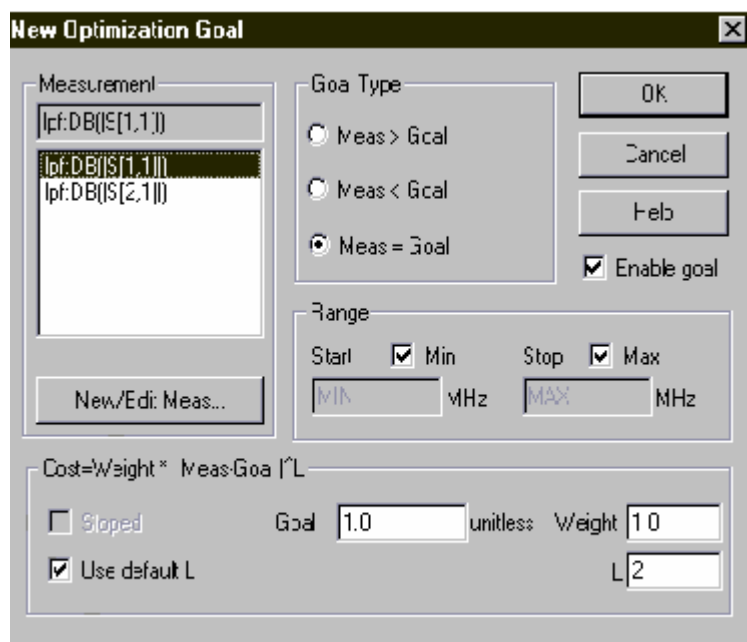 New Optimization Goal
Measurement
lpf:DB(|S[1,1]|)
lpf:DB(|S[1,1]|)
lpf:DB(|S[2,1]|)
New/Edit Meas...
Goal Type
Meas > Goal
Meas < Goal
Meas = Goal
OK
Cancel
Help
Enable goal
Range
Start Min Stop Max
MIN MHz MAX MHz
Cost=Weight * |Meas-Goal|^L
Sloped Goal 1.0 unitless Weight 1.0
Use default L L 2